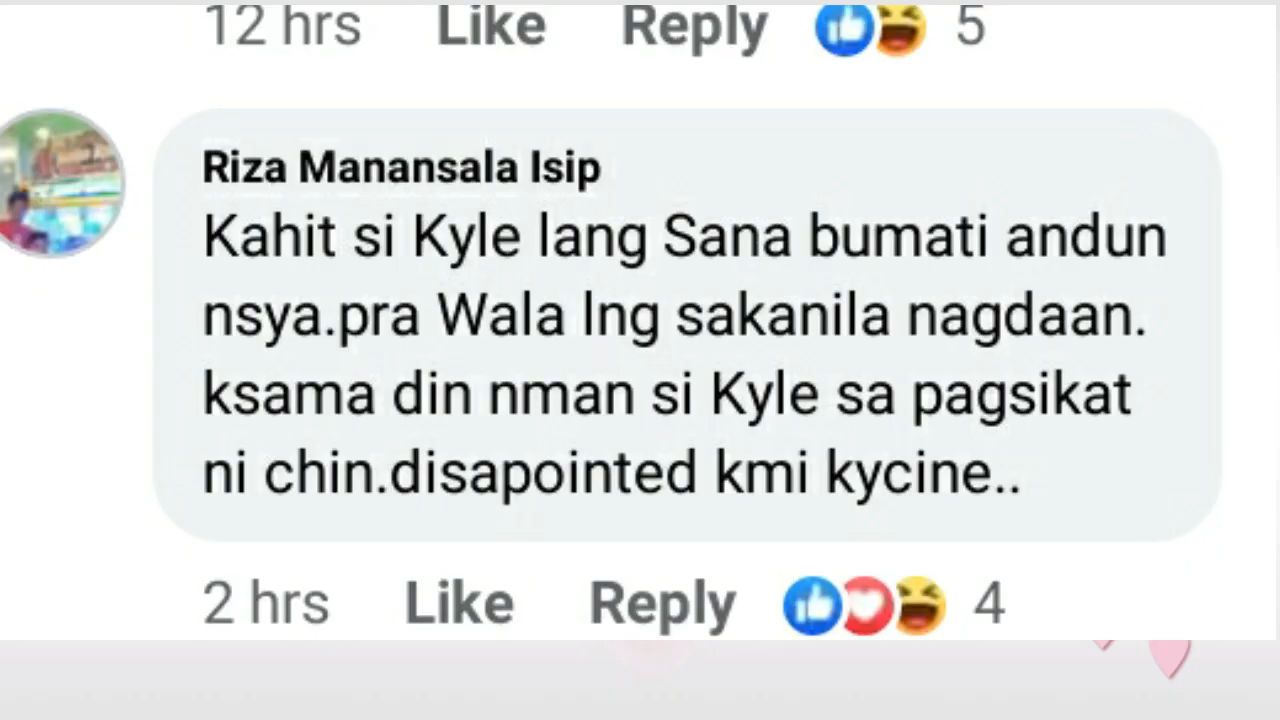 12 hrs Like Reply 5
Riza Manansala Isip
Kahit si Kyle lang Sana bumati andun
nsya.pra Wala lng sakanila nagdaan.
ksama din nman si Kyle sa pagsikat
ni chin.disapointed kmi kycine..
2 hrs Like Reply 4